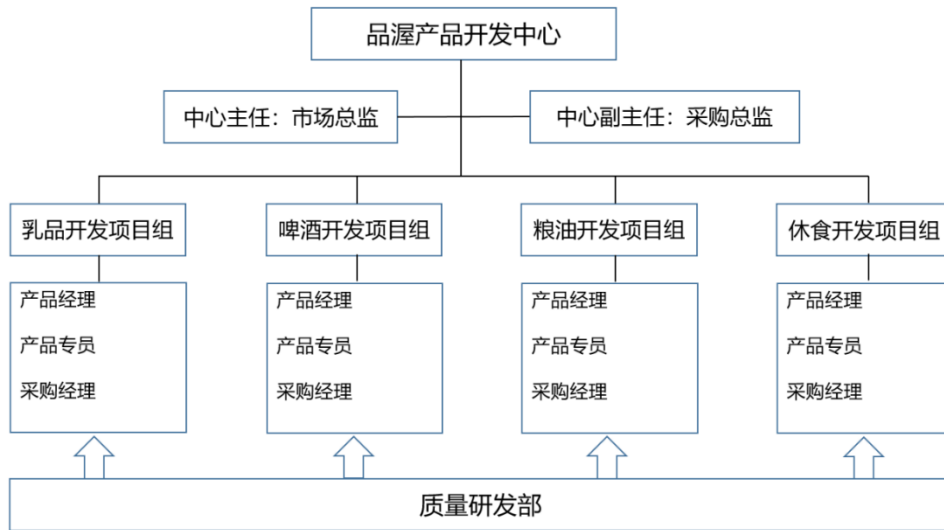 品渥产品开发中心
中心主任：市场总监
中心副主任：采购总监
乳品开发项目组
啤酒开发项目组
粮油开发项目组
休食开发项目组
产品经理
产品专员
采购经理
产品经理
产品专员
采购经理
产品经理
产品专员
采购经理
产品经理
产品专员
采购经理
质量研发部